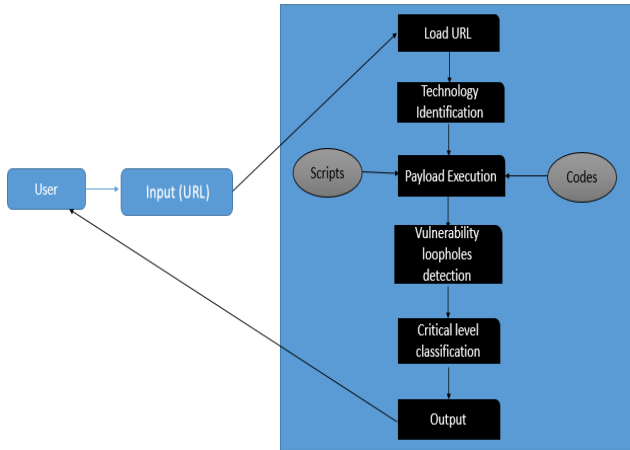 Load URL
Technology
Identification
Scripts
Payload Execution
Codes
User
Input (URL)
Vulnerability
loopholes
detection
Critical level
classification
Output